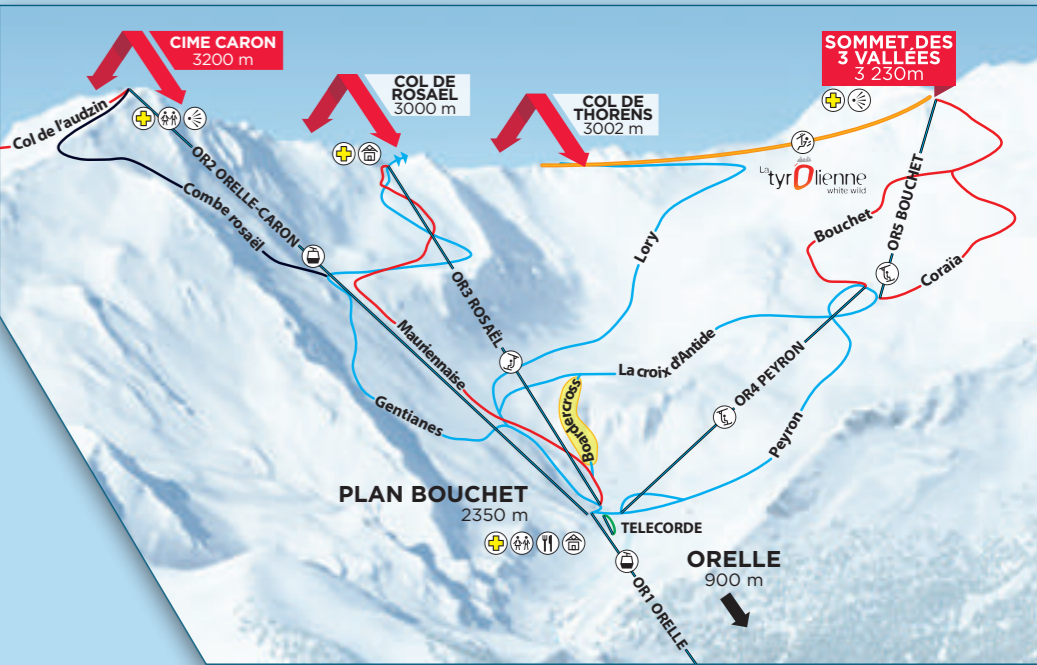 CIME CARON
3200 m
COL DE
ROSAEL
3000 m
COL DE
THORENS
3002 m
SOMMET DES
3 VALLÉES
3 230m
Col de l'audzin
OR2 ORELLE-CARON
Combe rosaël
La
tyrOlienne
white wild
Lory
Bouchet
OR5 BOUCHET
Coraïa
OR3 ROSAËL
Mauriennaise
La croix d'Antide
OR4 PEYRON
Gentianes
Boardercross
Peyron
PLAN BOUCHET
2350 m
TELECORDE
ORELLE
900 m
OR1 ORELLE